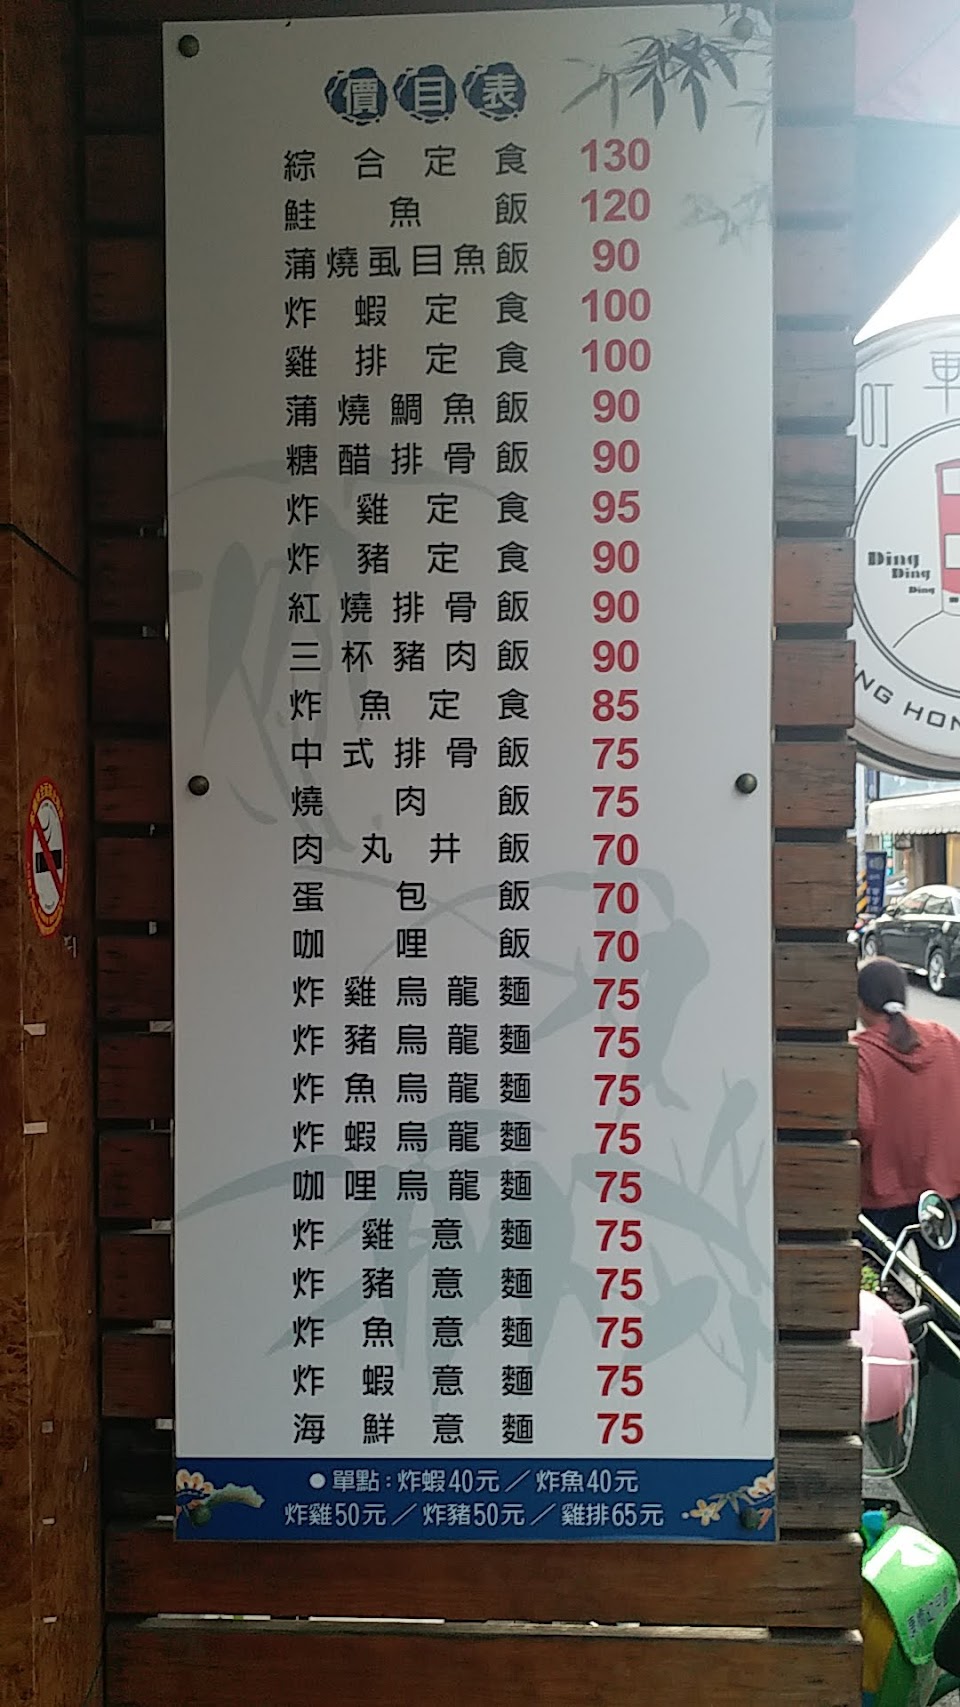 價目表
綜合定食 130
鮭魚飯 120
蒲燒虱目魚飯 90
炸蝦定食 100
雞排定食 100
蒲燒鯛魚飯 90
糖醋排骨飯 90
炸雞定食 95
炸豬定食 90
紅燒排骨飯 90
三杯豬肉飯 90
炸魚定食 85
中式排骨飯 75
燒肉飯 75
肉丸丼飯 70
蛋包飯 70
咖哩飯 70
炸雞烏龍麵 75
炸豬烏龍麵 75
炸魚烏龍麵 75
炸蝦烏龍麵 75
咖哩烏龍麵 75
炸雞意麵 75
炸豬意麵 75
炸魚意麵 75
炸蝦意麵 75
海鮮意麵 75
●單點:炸蝦40元／炸魚40元
炸雞50元／炸豬50元／雞排65元
叮車
Ding
Ding
Ding